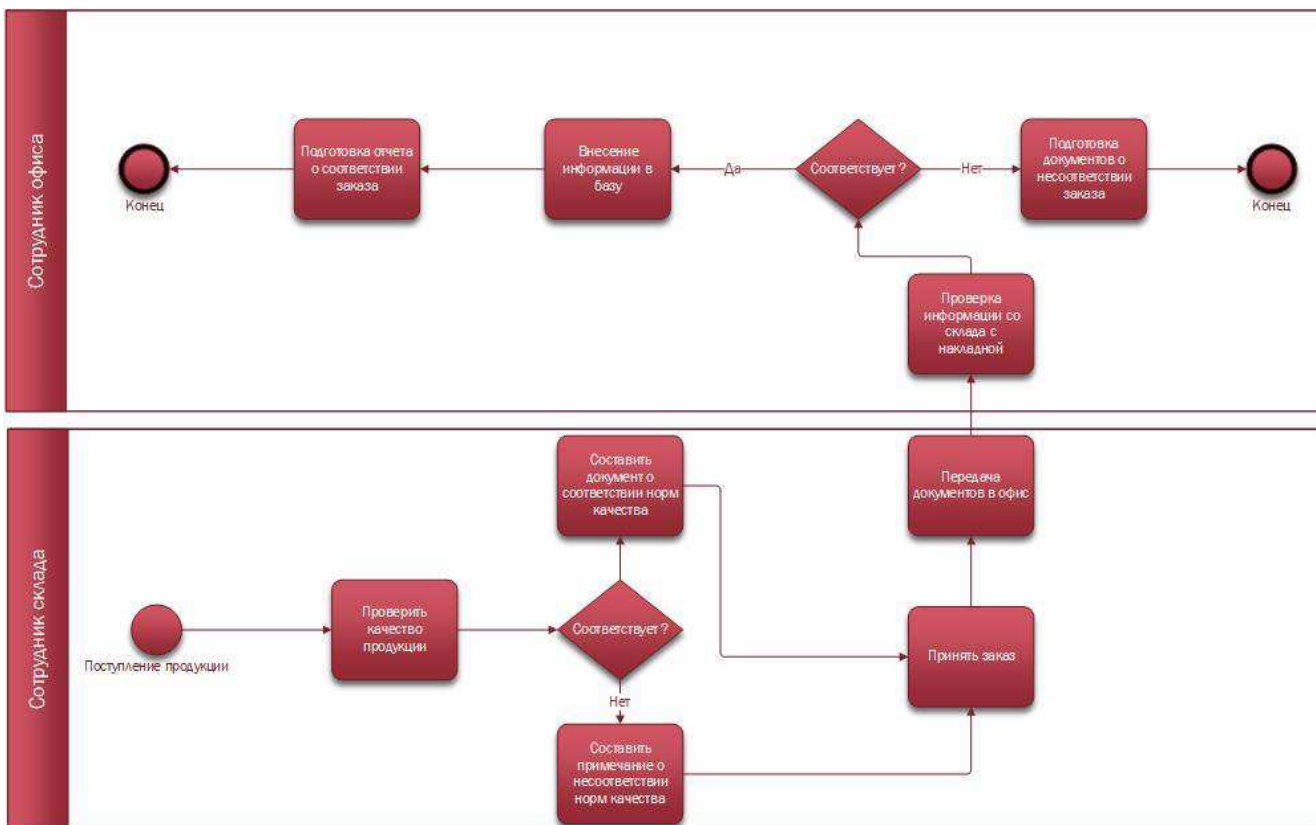 Сотрудник офиса
Подготовка отчета
о соответствии
заказа
Внесение
информации в
базу
Да
Соответствует?
Нет
Подготовка
документов о
несоответствии
заказа
Конец
Конец
Проверка
информации со
склада с
накладной
Сотрудник склада
Составить
документ о
соответствии норм
качества
Передача
документов в офис
Поступление продукции
Проверить
качество
продукции
Соответствует?
Принять заказ
Нет
Составить
примечание о
несоответствии
норм качества